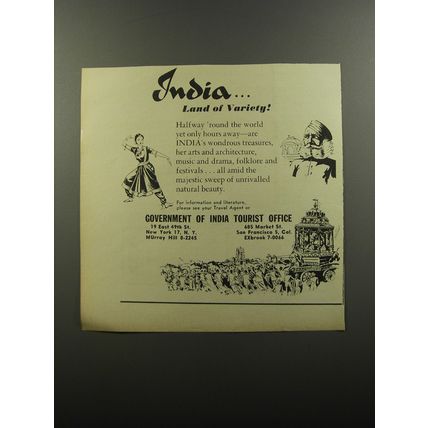 India...
Land of Variety!
Halfway 'round the world
yet only hours away—are
INDIA's wondrous treasures,
her arts and architecture,
music and drama, folklore and
festivals... all amid the
majestic sweep of unrivalled
natural beauty.
For information and literature,
please see your Travel Agent or
GOVERNMENT OF INDIA TOURIST OFFICE
19 East 49th St.
New York 17, N. Y.
MUrray Hill 8-2245
685 Market St.
San Francisco 5, Cal.
EXbrook 7-0066